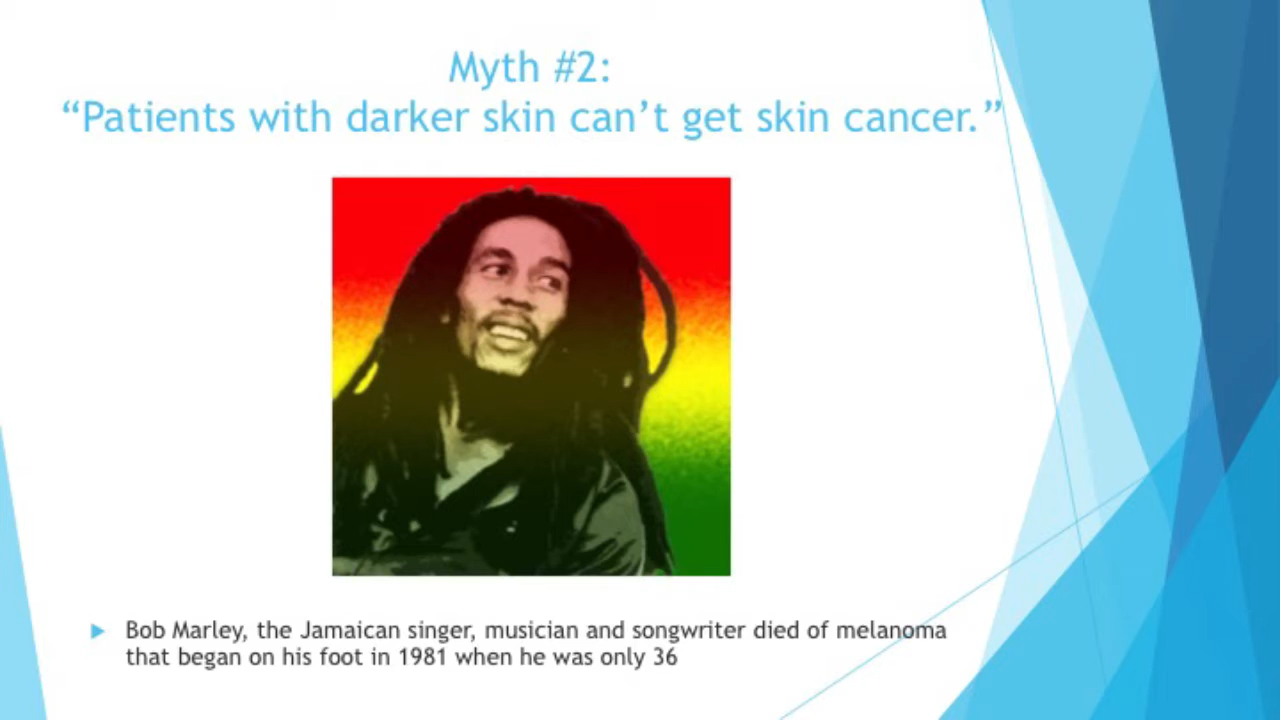 Myth #2:
“Patients with darker skin can’t get skin cancer.”
Bob Marley, the Jamaican singer, musician and songwriter died of melanoma
that began on his foot in 1981 when he was only 36